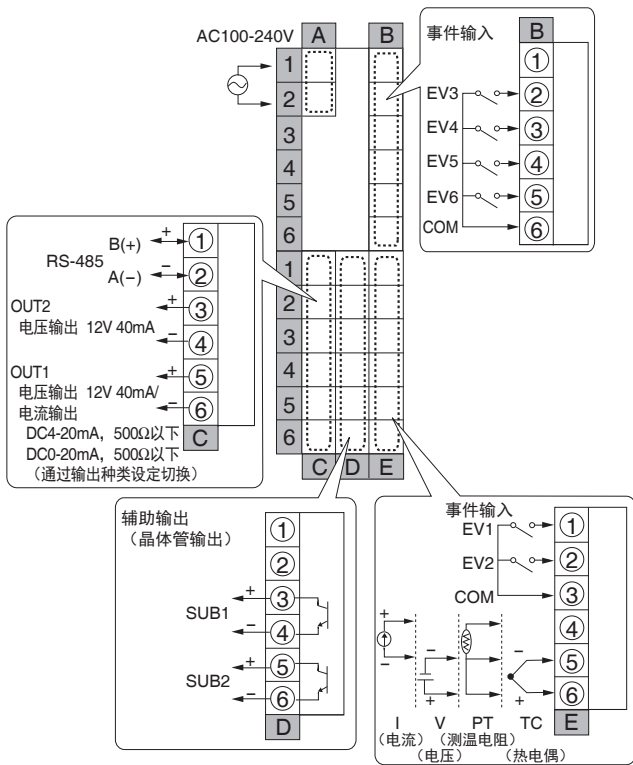 AC100-240V
A
B
1
2
3
4
5
6
1
2
3
4
5
6
C D E
事件输入
B
①
EV3 ②
EV4 ③
EV5 ④
EV6 ⑤
COM ⑥
RS-485
B(+) + ①
A(−) − ②
OUT2 + ③
电压输出 12V 40mA
− ④
OUT1 + ⑤
电压输出 12V 40mA/
− ⑥
电流输出
DC4-20mA, 500Ω以下
DC0-20mA, 500Ω以下
（通过输出种类设定切换）
C
辅助输出
（晶体管输出）
①
②
SUB1
+ ③
− ④
SUB2
+ ⑤
− ⑥
D
事件输入
EV1 ①
EV2 ②
COM ③
④
⑤
⑥
+ −
− +
− +
I V PT TC
（电流） （测温电阻）
（电压） （热电偶）
E